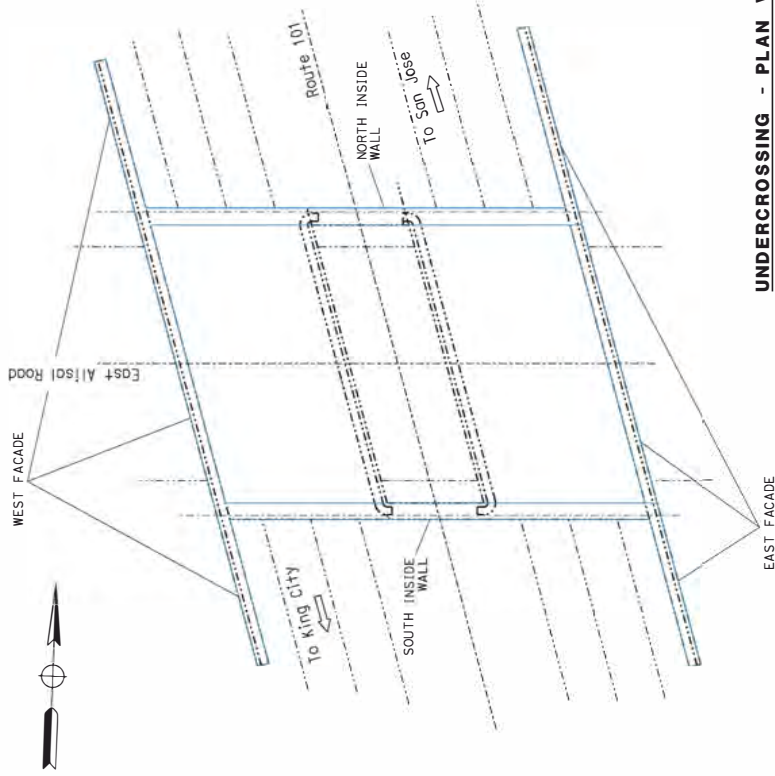 WEST FACADE
East Alisal Road
Route 101
NORTH INSIDE
WALL
To San Jose
To King City
SOUTH INSIDE
WALL
EAST FACADE
UNDERCROSSING - PLAN